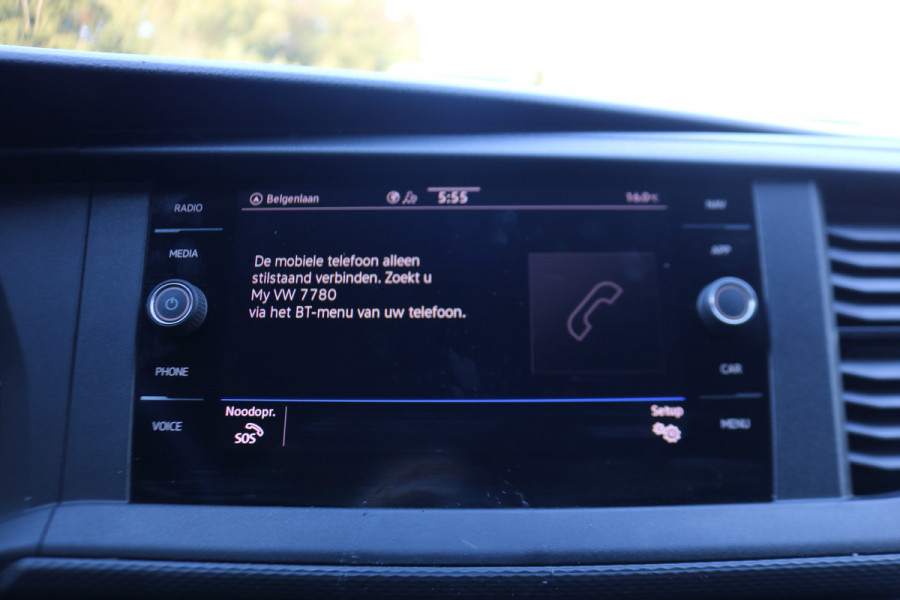 RADIO
MEDIA
PHONE
VOICE
Belgenlaan
5:55
De mobiele telefoon alleen
stilstaand verbinden. Zoekt u
My VW 7780
via het BT-menu van uw telefoon.
Noodopr.
SOS
Setup
NAV
APP
CAR
MENU